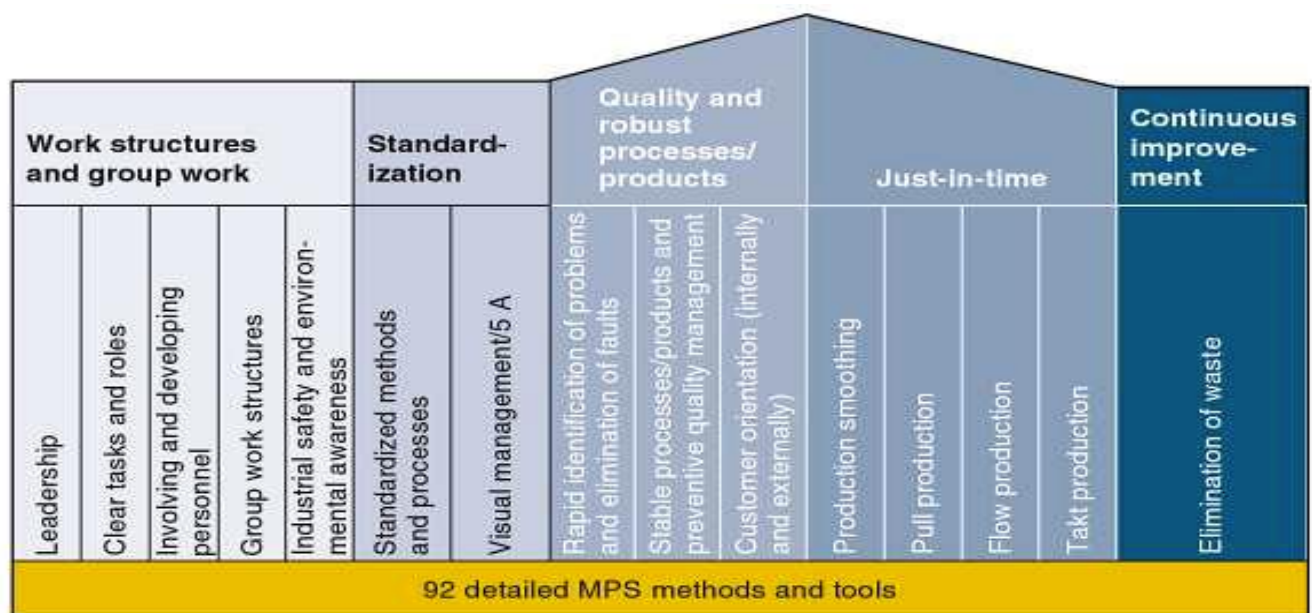 Work structures
and group work
Standard-
ization
Quality and
robust
processes/
products
Just-in-time
Continuous
improve-
ment
Leadership
Clear tasks and roles
Involving and developing
personnel
Group work structures
Industrial safety and environ-
mental awareness
Standardized methods
and processes
Visual management/5 A
Rapid identification of problems
and elimination of faults
Stable processes/products and
preventive quality management
Customer orientation (internally
and externally)
Production smoothing
Pull production
Flow production
Takt production
Elimination of waste
92 detailed MPS methods and tools